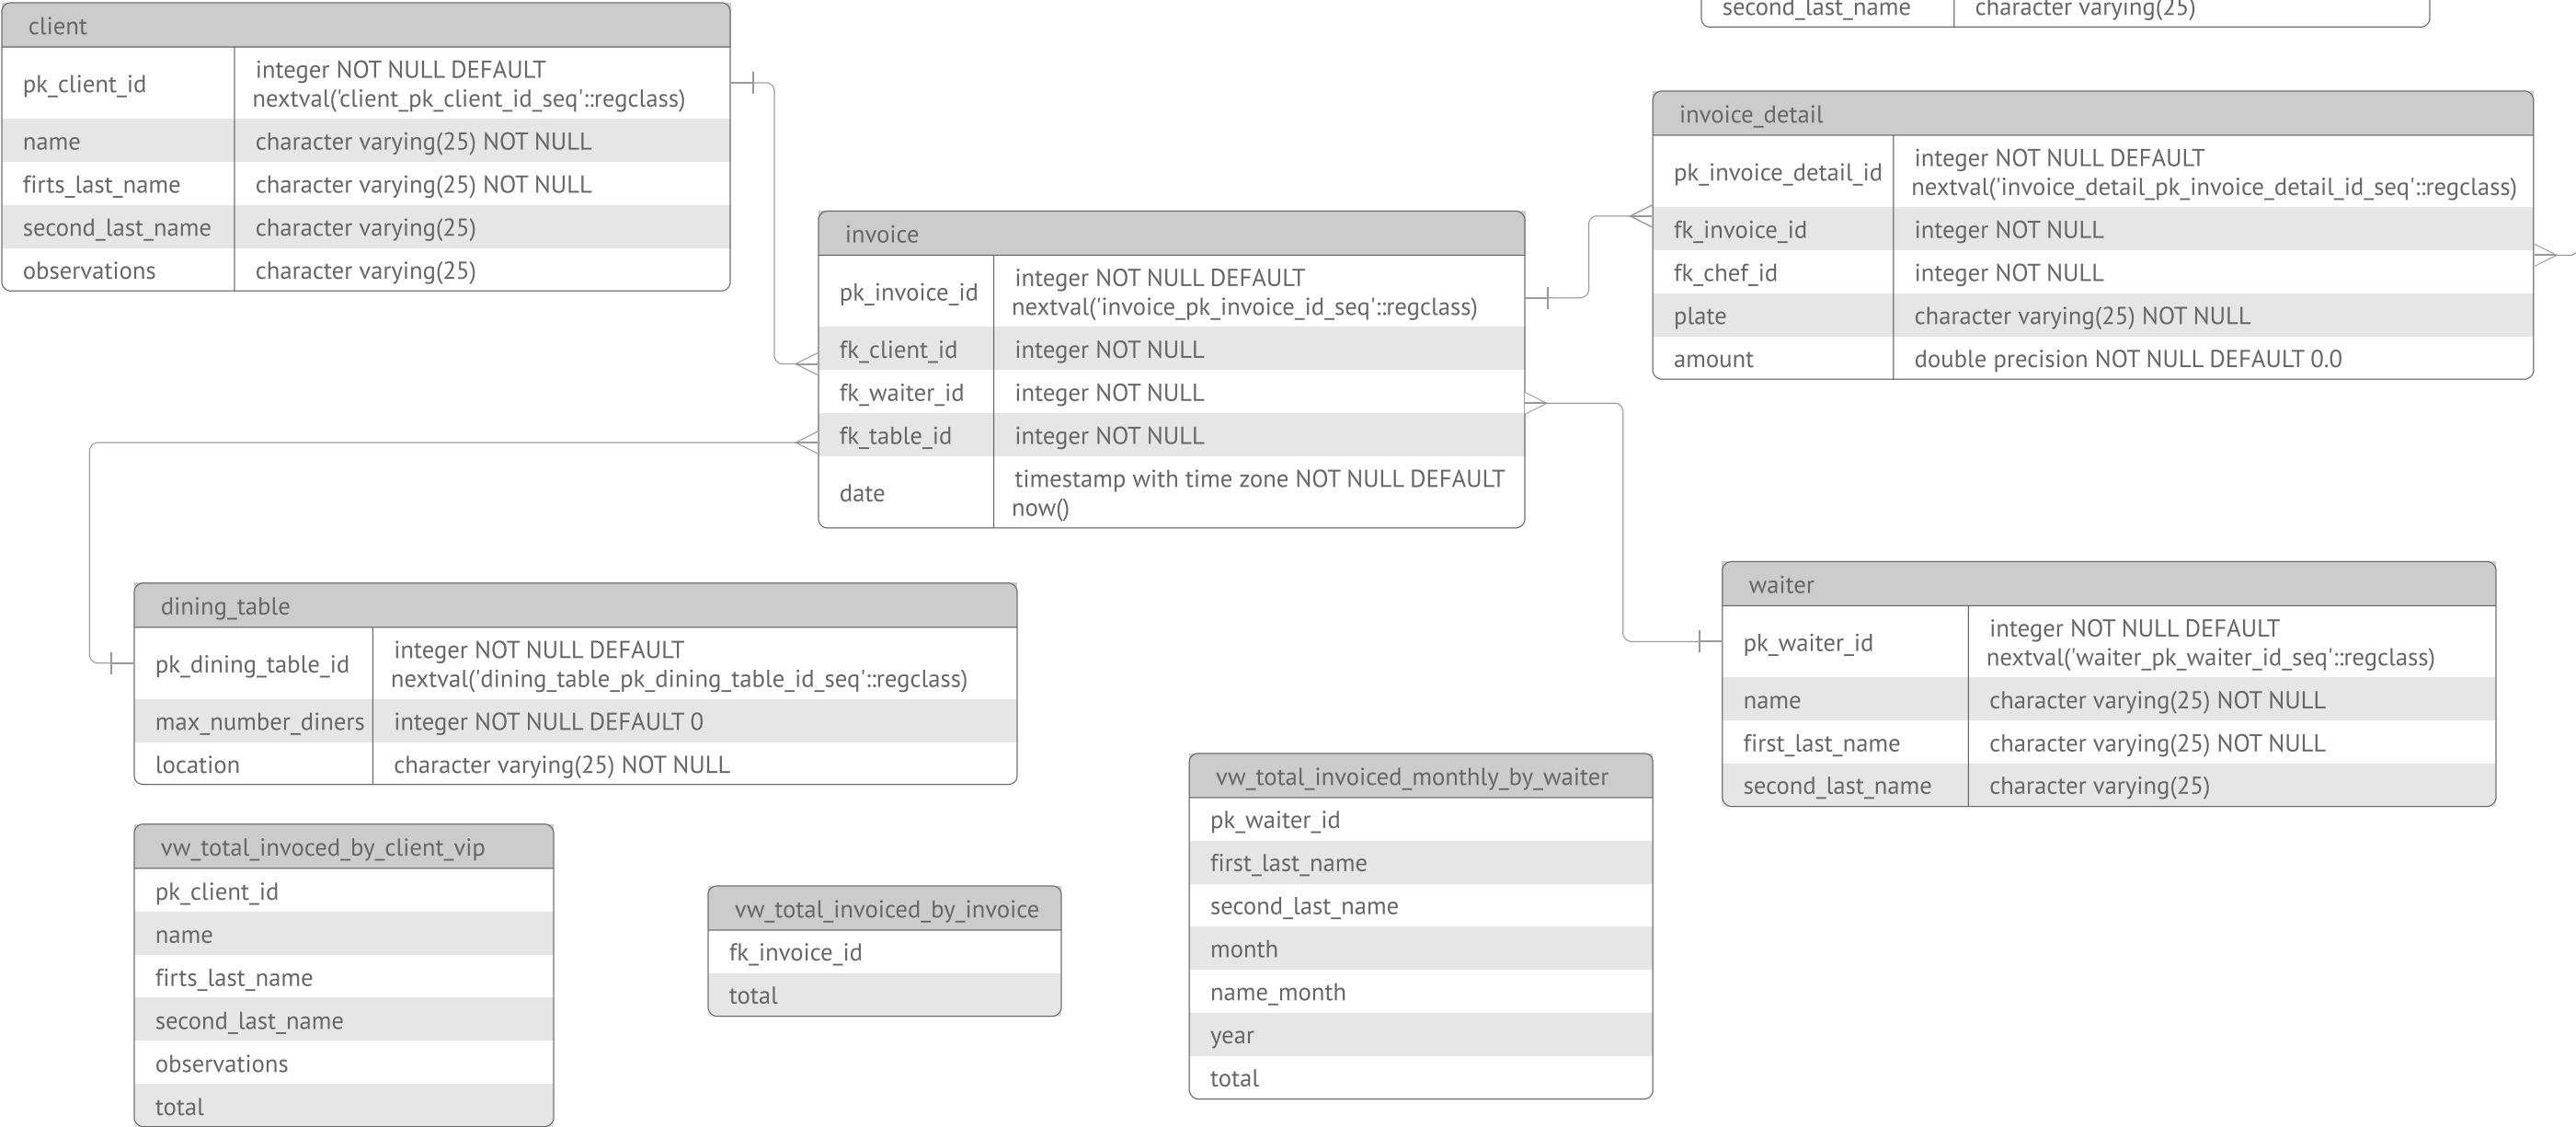 second_last_name character varying(25)
client
pk_client_id integer NOT NULL DEFAULT
nextval('client_pk_client_id_seq'::regclass)
name character varying(25) NOT NULL
firts_last_name character varying(25) NOT NULL
second_last_name character varying(25)
observations character varying(25)
invoice_detail
pk_invoice_detail_id integer NOT NULL DEFAULT
nextval('invoice_detail_pk_invoice_detail_id_seq'::regclass)
fk_invoice_id integer NOT NULL
fk_chef_id integer NOT NULL
plate character varying(25) NOT NULL
amount double precision NOT NULL DEFAULT 0.0
invoice
pk_invoice_id integer NOT NULL DEFAULT
nextval('invoice_pk_invoice_id_seq'::regclass)
fk_client_id integer NOT NULL
fk_waiter_id integer NOT NULL
fk_table_id integer NOT NULL
date timestamp with time zone NOT NULL DEFAULT
now()
dining_table
pk_dining_table_id integer NOT NULL DEFAULT
nextval('dining_table_pk_dining_table_id_seq'::regclass)
max_number_diners integer NOT NULL DEFAULT 0
location character varying(25) NOT NULL
waiter
pk_waiter_id integer NOT NULL DEFAULT
nextval('waiter_pk_waiter_id_seq'::regclass)
name character varying(25) NOT NULL
first_last_name character varying(25) NOT NULL
second_last_name character varying(25)
vw_total_invoced_by_client_vip
pk_client_id
name
firts_last_name
second_last_name
observations
total
vw_total_invoiced_by_invoice
fk_invoice_id
total
vw_total_invoiced_monthly_by_waiter
pk_waiter_id
first_last_name
second_last_name
month
name_month
year
total